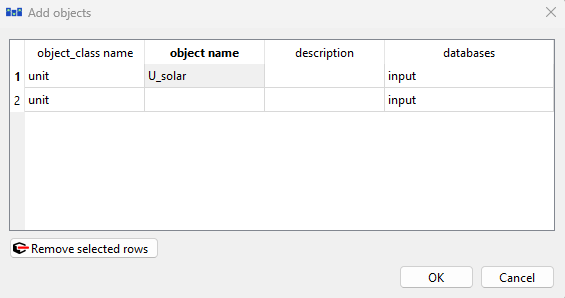 Add objects
object_class name object name description databases
1 unit U_solar input
2 unit input
Remove selected rows
OK Cancel